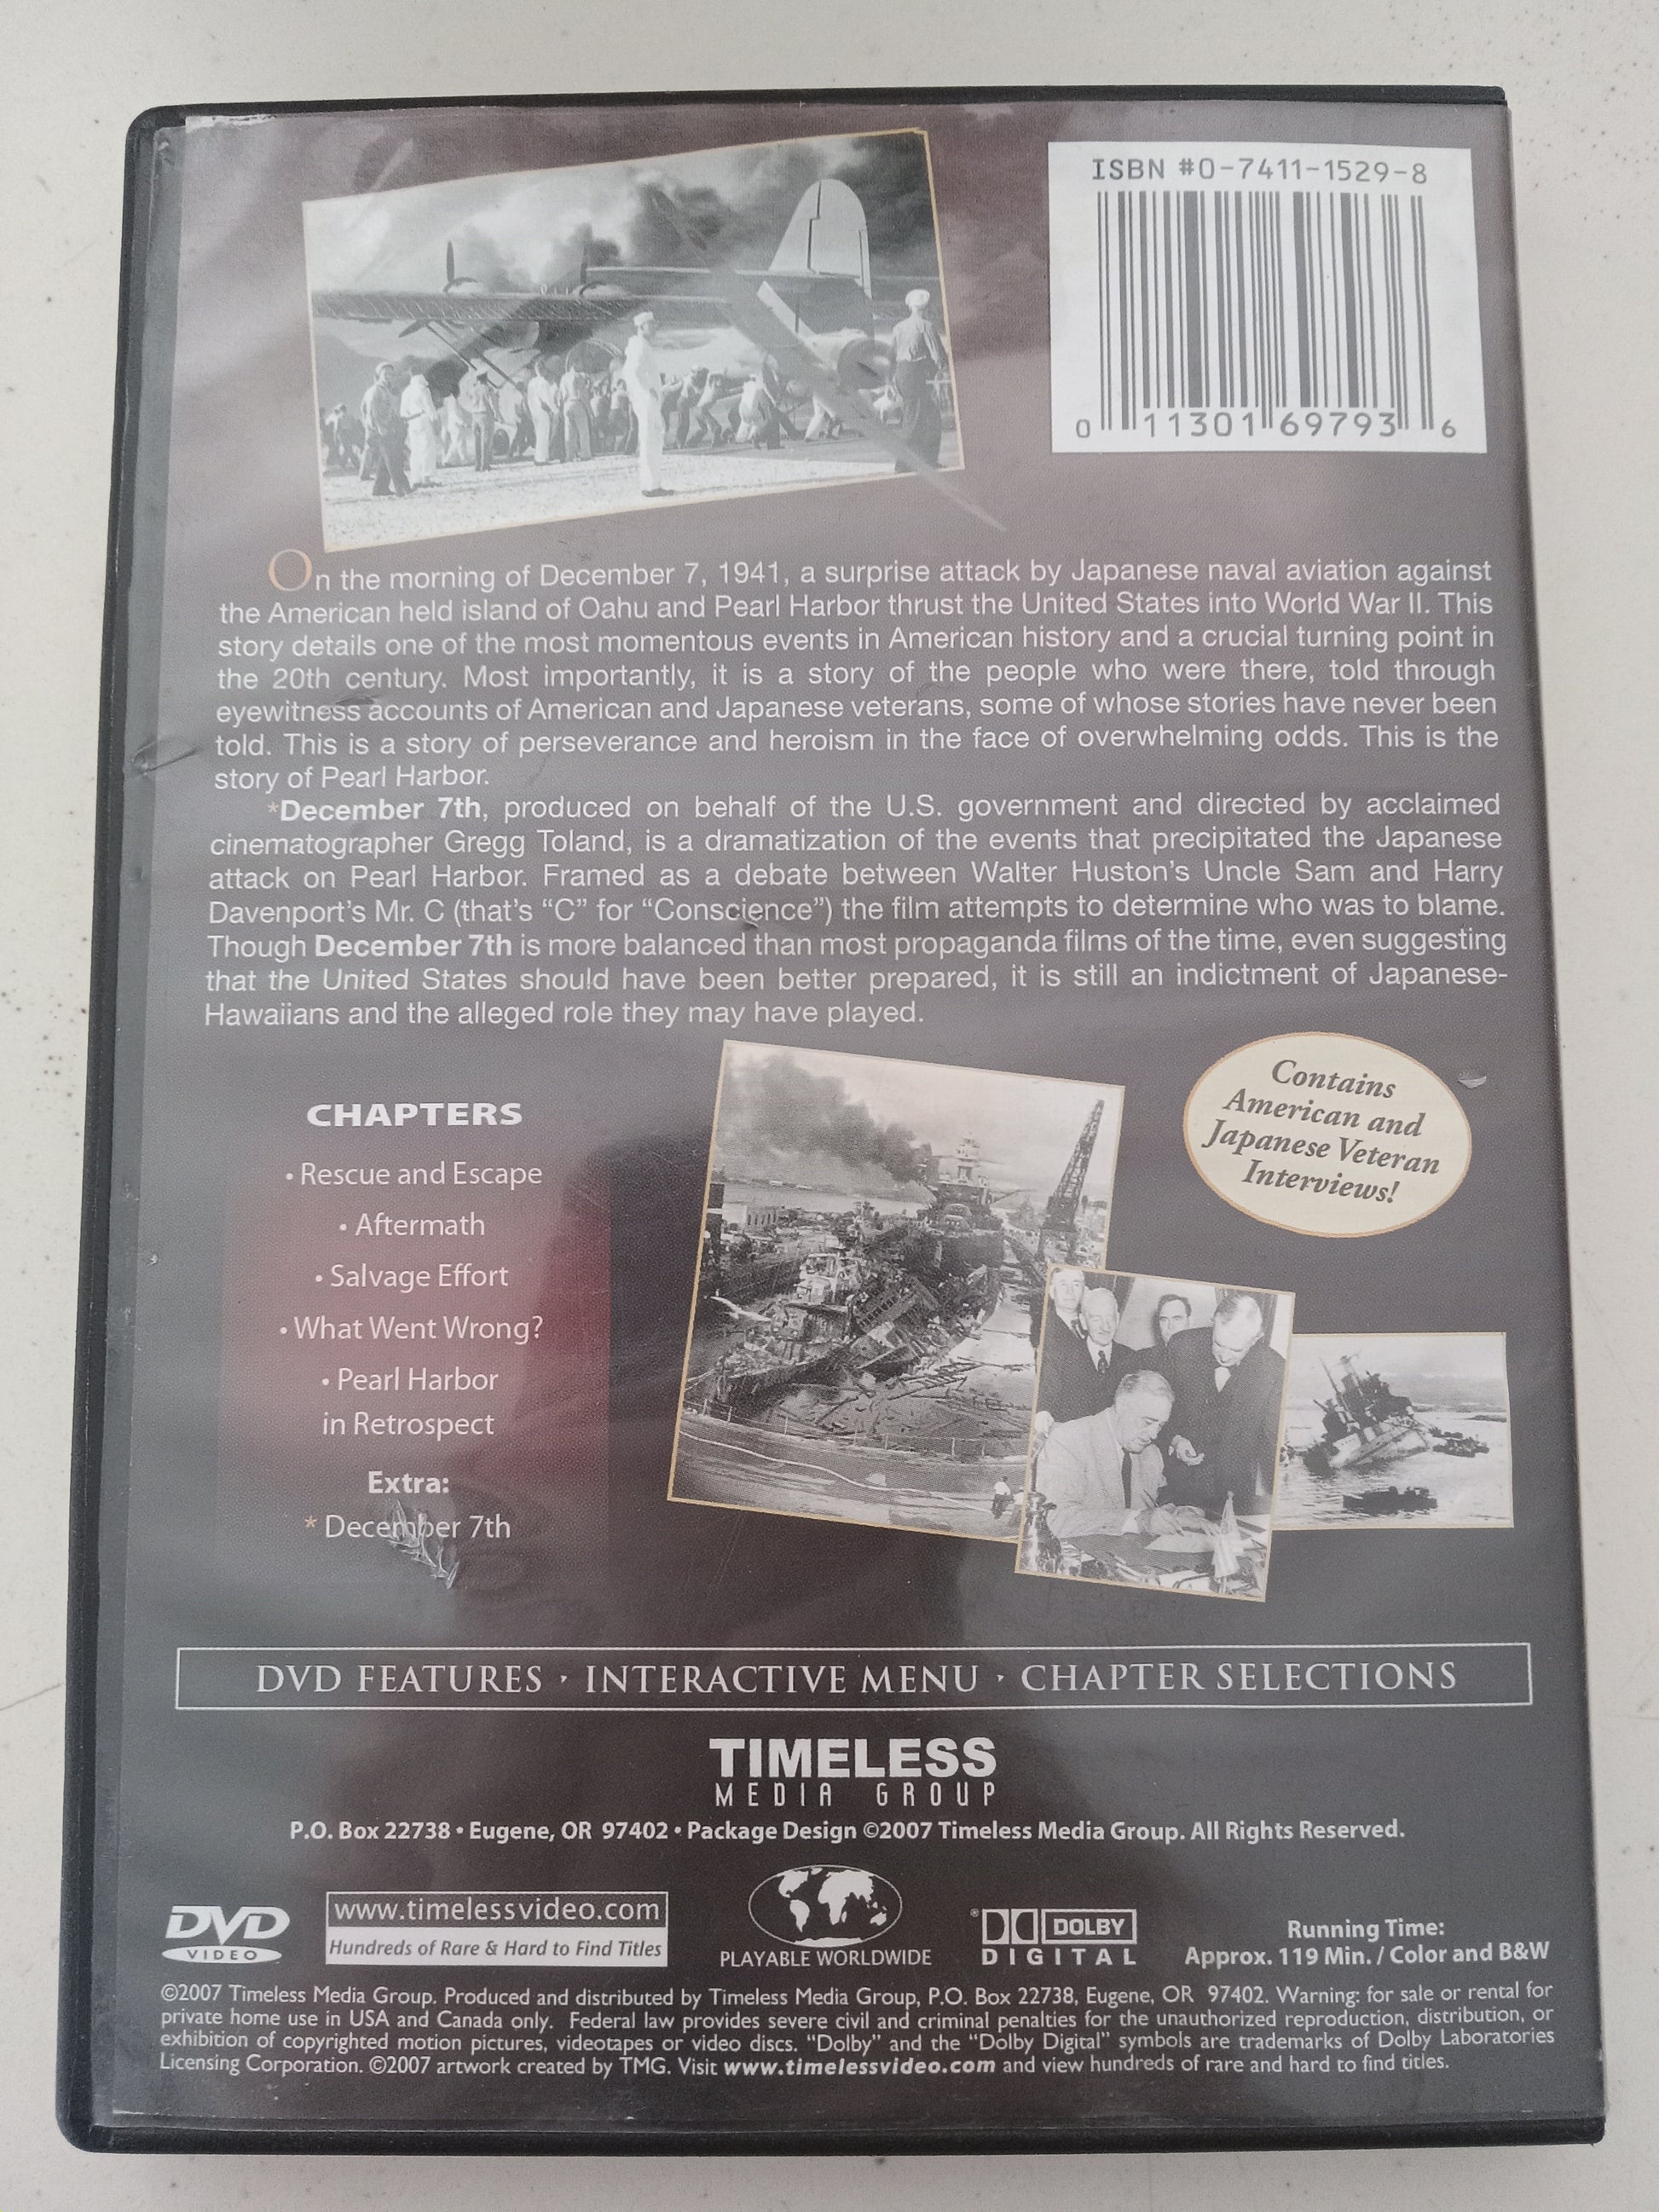 ISBN #0-7411-1529-8
0 11301 69793 6
On the morning of December 7, 1941, a surprise attack by Japanese naval aviation against
the American held island of Oahu and Pearl Harbor thrust the United States into World War II. This
story details one of the most momentous events in American history and a crucial turning point in
the 20th century. Most importantly, it is a story of the people who were there, told through
eyewitness accounts of American and Japanese veterans, some of whose stories have never been
told. This is a story of perseverance and heroism in the face of overwhelming odds. This is the
story of Pearl Harbor.
*December 7th, produced on behalf of the U.S. government and directed by acclaimed
cinematographer Gregg Toland, is a dramatization of the events that precipitated the Japanese
attack on Pearl Harbor. Framed as a debate between Walter Huston's Uncle Sam and Harry
Davenport's Mr. C (that's “C” for “Conscience”) the film attempts to determine who was to blame.
Though December 7th is more balanced than most propaganda films of the time, even suggesting
that the United States should have been better prepared, it is still an indictment of Japanese-
Hawaiians and the alleged role they may have played.
CHAPTERS
• Rescue and Escape
• Aftermath
• Salvage Effort
• What Went Wrong?
• Pearl Harbor
in Retrospect
Extra:
* December 7th
Contains
American and
Japanese Veteran
Interviews!
DVD FEATURES • INTERACTIVE MENU • CHAPTER SELECTIONS
TIMELESS
MEDIA GROUP
P.O. Box 22738 • Eugene, OR 97402 • Package Design ©2007 Timeless Media Group. All Rights Reserved.
DVD
VIDEO
www.timelessvideo.com
Hundreds of Rare & Hard to Find Titles
PLAYABLE WORLDWIDE
® DOLBY
DIGITAL
Running Time:
Approx. 119 Min. / Color and B&W
©2007 Timeless Media Group. Produced and distributed by Timeless Media Group, P.O. Box 22738, Eugene, OR 97402. Warning: for sale or rental for
private home use in USA and Canada only. Federal law provides severe civil and criminal penalties for the unauthorized reproduction, distribution, or
exhibition of copyrighted motion pictures, videotapes or video discs. “Dolby” and the “Dolby Digital” symbols are trademarks of Dolby Laboratories
Licensing Corporation. ©2007 artwork created by TMG. Visit www.timelessvideo.com and view hundreds of rare and hard to find titles.